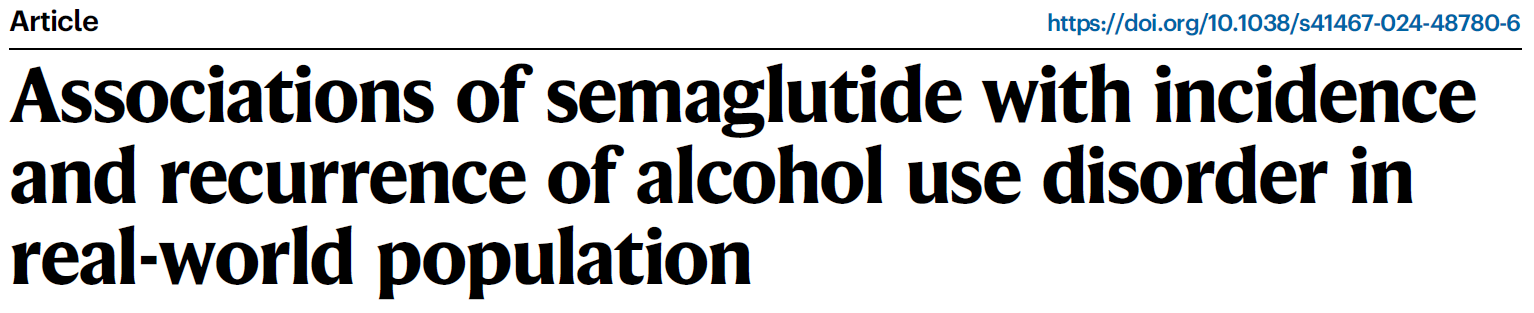 Article
https://doi.org/10.1038/s41467-024-48780-6
Associations of semaglutide with incidence
and recurrence of alcohol use disorder in
real-world population